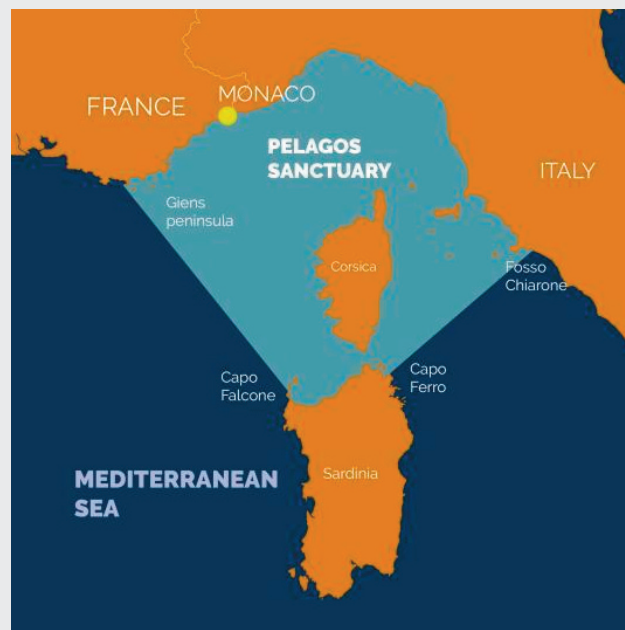 MONACO
FRANCE
PELAGOS
SANCTUARY
ITALY
Giens
peninsula
Corsica
Fosso
Chiarone
Capo
Falcone
Capo
Ferro
Sardinia
MEDITERRANEAN
SEA